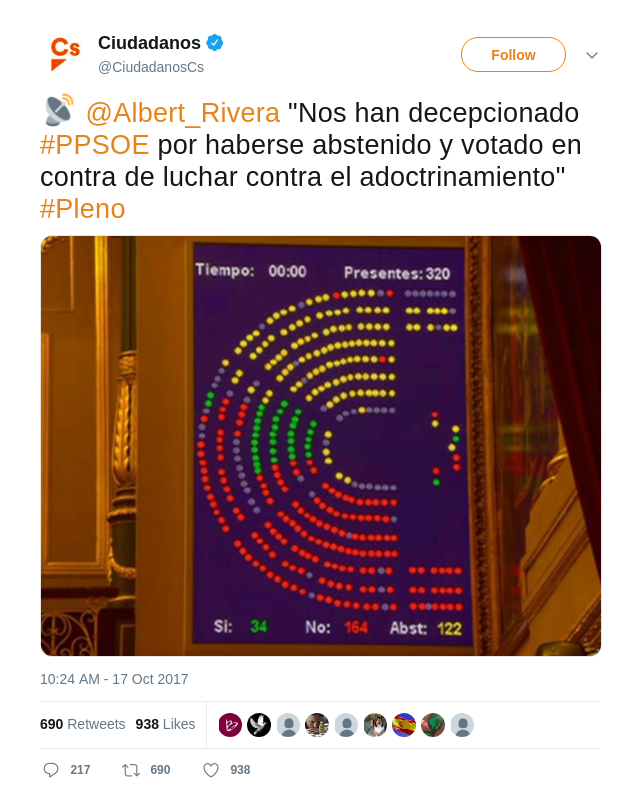 Cs
Ciudadanos
@CiudadanosCs
Follow
@Albert_Rivera "Nos han decepcionado
#PPSOE por haberse abstenido y votado en
contra de luchar contra el adoctrinamiento"
#Pleno
Tiempo: 00:00 Presentes: 320
Si: 34 No: 164 Abst: 122
10:24 AM - 17 Oct 2017
690 Retweets 938 Likes
217 690 938